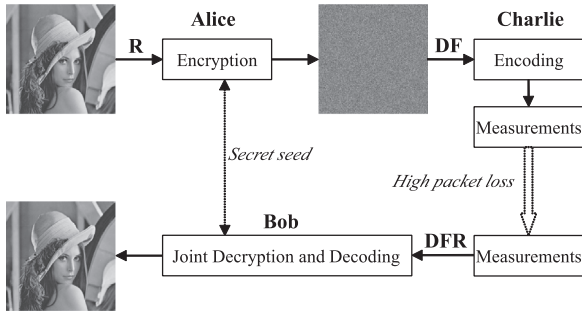 Alice
Charlie
R
DF
Encryption
Encoding
Measurements
Secret seed
High packet loss
Bob
DFR
Joint Decryption and Decoding
Measurements